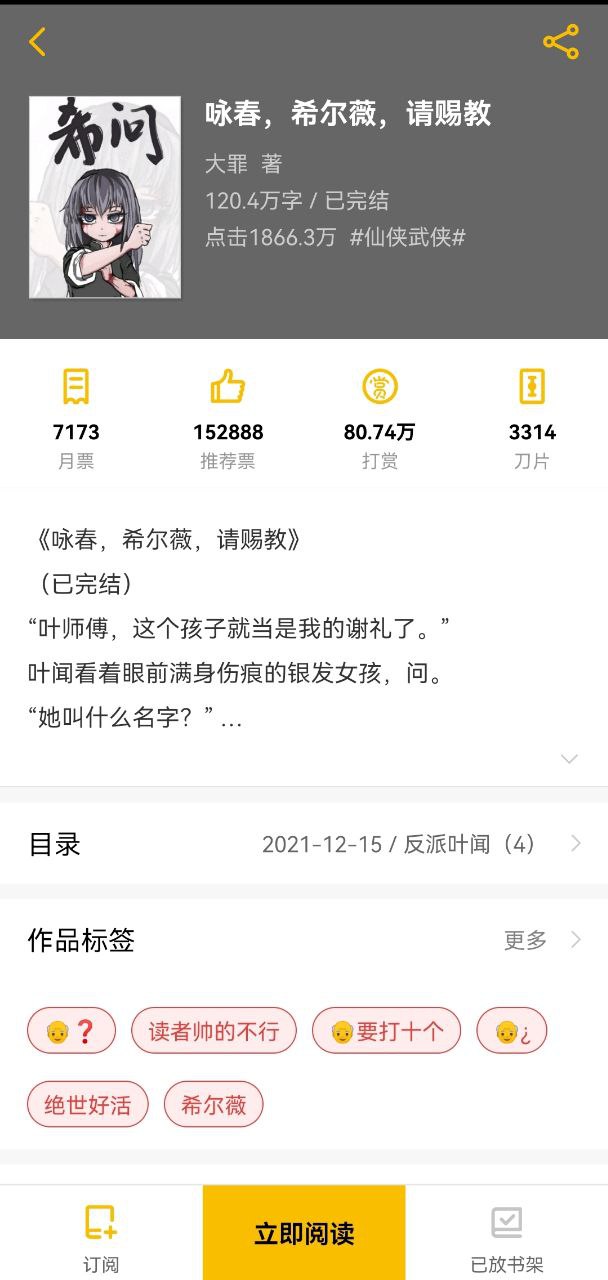 希问
咏春，希尔薇，请赐教
大罪 著
120.4万字 / 已完结
点击1866.3万 #仙侠武侠#
赏
7173
152888
80.74万
3314
月票
推荐票
打赏
刀片
《咏春，希尔薇，请赐教》
（已完结）
“叶师傅，这个孩子就当是我的谢礼了。”
叶闻看着眼前满身伤痕的银发女孩，问。
“她叫什么名字？” …
目录
2021-12-15 / 反派叶闻（4）
作品标签
更多
👴❓
读者帅的不行
👴要打十个
👴¿
绝世好活
希尔薇
订阅
立即阅读
已放书架